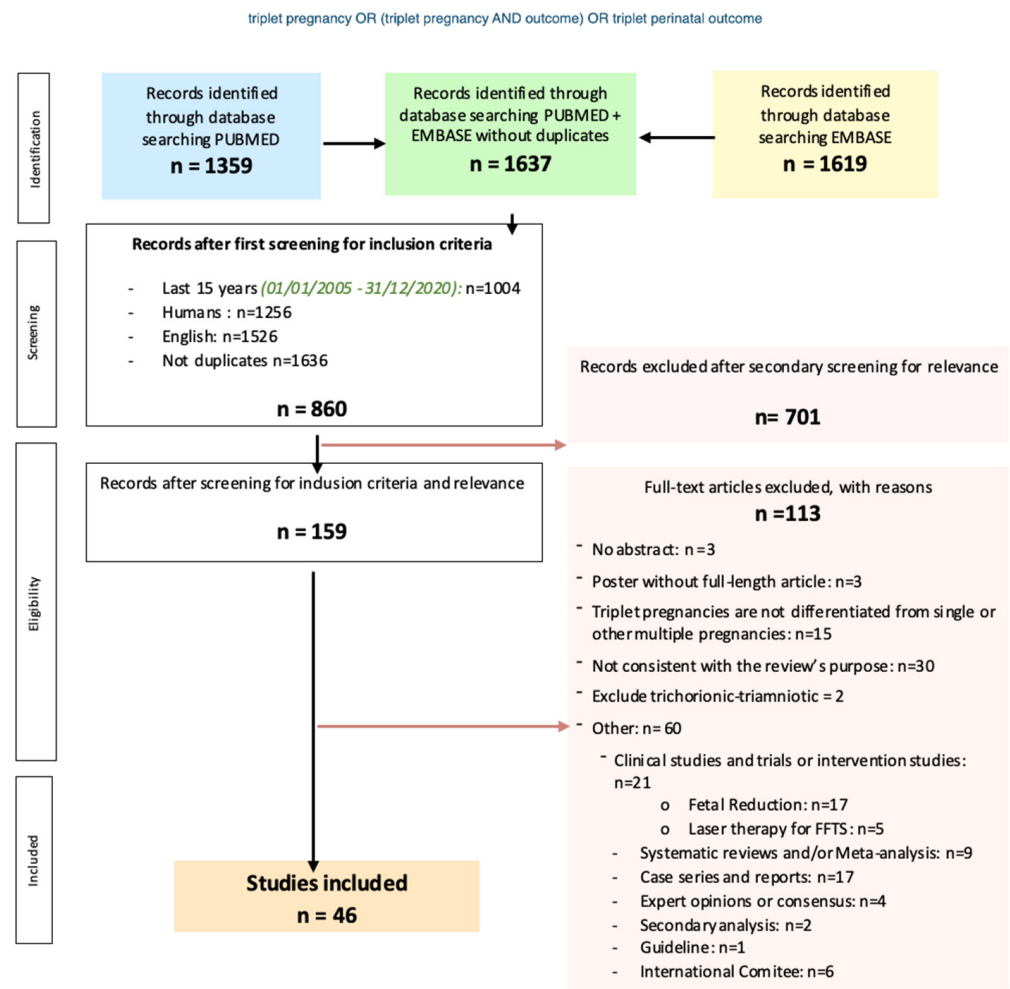 triplet pregnancy OR (triplet pregnancy AND outcome) OR triplet perinatal outcome
Identification
Records identified
through database
searching PUBMED
n = 1359
Records identified through
database searching PUBMED +
EMBASE without duplicates
n = 1637
Records identified
through database
searching EMBASE
n = 1619
Screening
Records after first screening for inclusion criteria
- Last 15 years (01/01/2005 - 31/12/2020): n=1004
- Humans : n=1256
- English: n=1526
- Not duplicates n=1636
n = 860
Records excluded after secondary screening for relevance
n= 701
Eligibility
Records after screening for inclusion criteria and relevance
n = 159
Full-text articles excluded, with reasons
n =113
- No abstract: n=3
- Poster without full-length article: n=3
- Triplet pregnancies are not differentiated from single or
other multiple pregnancies: n=15
- Not consistent with the review's purpose: n=30
- Exclude trichorionic-triamniotic = 2
- Other: n= 60
- Clinical studies and trials or intervention studies:
n=21
o Fetal Reduction: n=17
o Laser therapy for FFTS: n=5
- Systematic reviews and/or Meta-analysis: n=9
- Case series and reports: n=17
- Expert opinions or consensus: n=4
- Secondary analysis: n=2
- Guideline: n=1
- International Comitee: n=6
Included
Studies included
n = 46